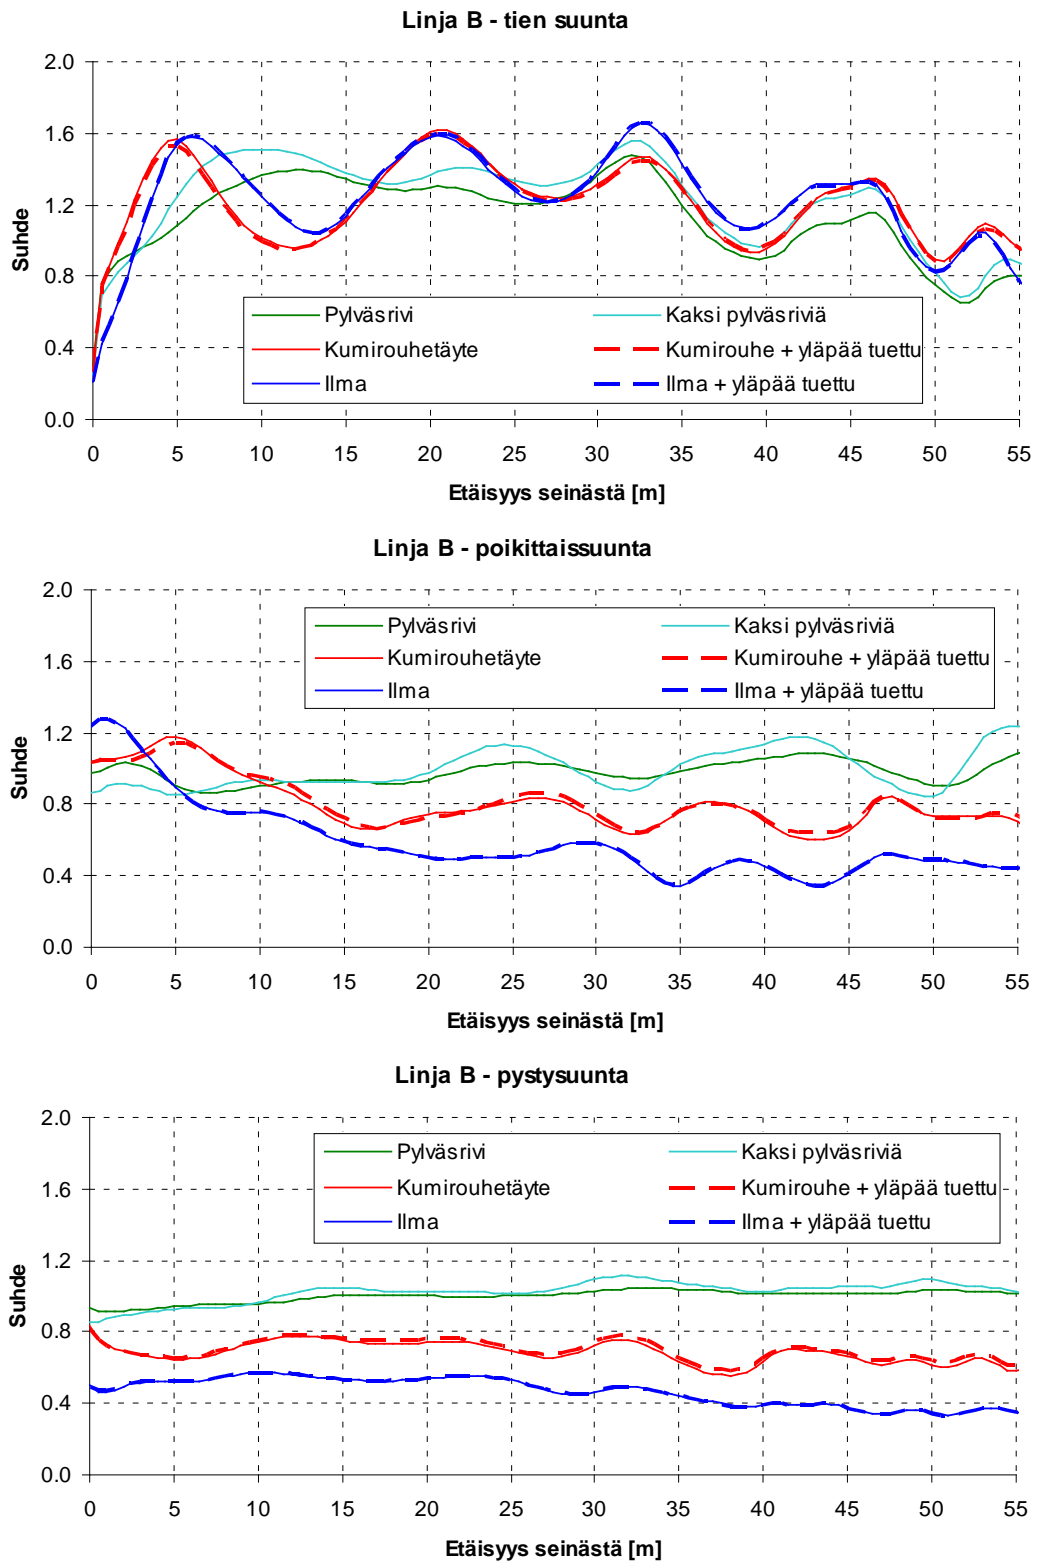 Linja B - tien suunta
2.0
1.6
1.2
0.8
0.4
0.0
Suhde
Pylväsrivi
Kaksi pylväsriviä
Kumirouhetäyte
Kumirouhe + yläpää tuettu
Ilma
Ilma + yläpää tuettu
0 5 10 15 20 25 30 35 40 45 50 55
Etäisyys seinästä [m]
Linja B - poikittaissuunta
2.0
1.6
1.2
0.8
0.4
0.0
Suhde
Pylväsrivi
Kaksi pylväsriviä
Kumirouhetäyte
Kumirouhe + yläpää tuettu
Ilma
Ilma + yläpää tuettu
0 5 10 15 20 25 30 35 40 45 50 55
Etäisyys seinästä [m]
Linja B - pystysuunta
2.0
1.6
1.2
0.8
0.4
0.0
Suhde
Pylväsrivi
Kaksi pylväsriviä
Kumirouhetäyte
Kumirouhe + yläpää tuettu
Ilma
Ilma + yläpää tuettu
0 5 10 15 20 25 30 35 40 45 50 55
Etäisyys seinästä [m]